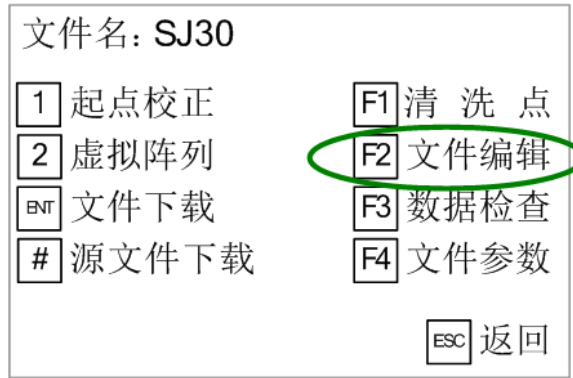 文件名: SJ30
1 起点校正 F1 清 洗 点
2 虚拟阵列 F2 文件编辑
ENT 文件下载 F3 数据检查
# 源文件下载 F4 文件参数
ESC 返回